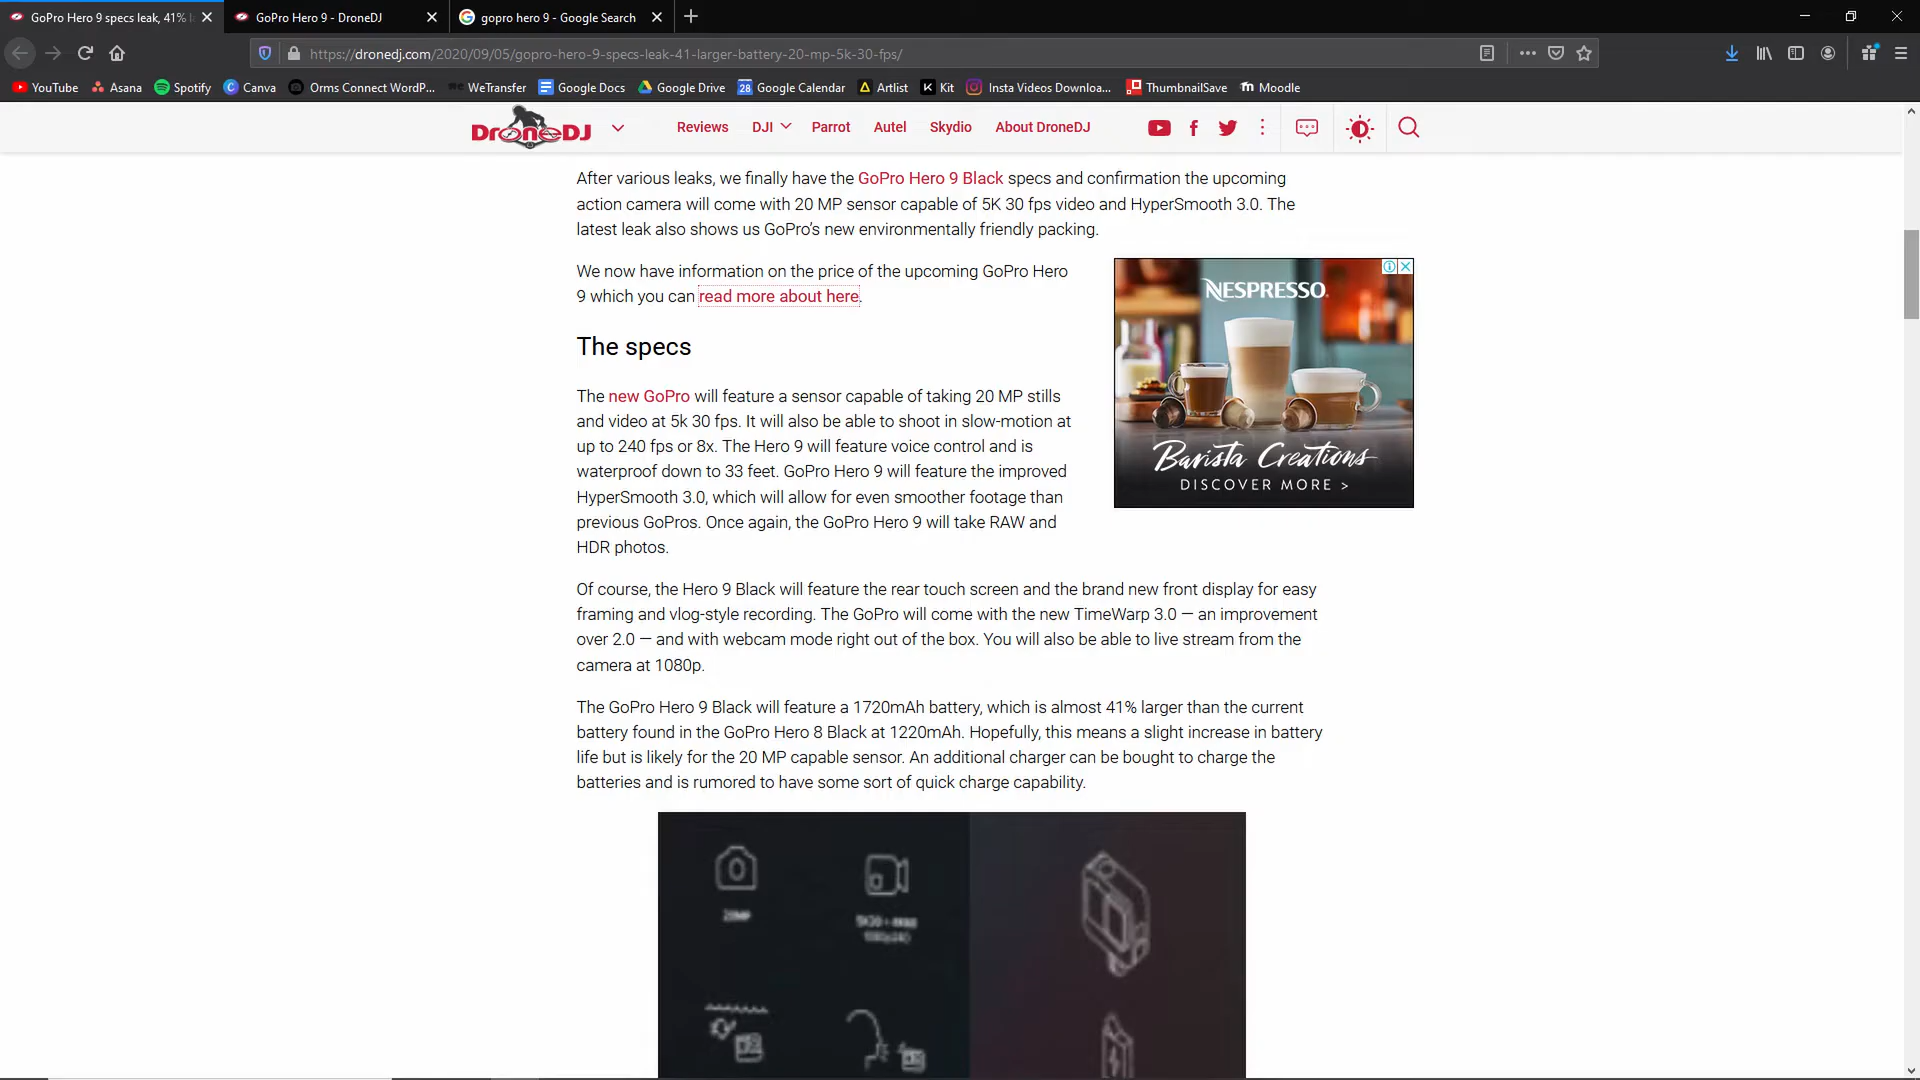 GoPro Hero 9 specs leak, 41% l
GoPro Hero 9 - DroneDJ
gopro hero 9 - Google Search
https://dronedj.com/2020/09/05/gopro-hero-9-specs-leak-41-larger-battery-20-mp-5k-30-fps/
YouTube Asana Spotify Canva Orms Connect WordP... WeTransfer Google Docs Google Drive 28 Google Calendar Artlist Kit Insta Videos Downloa... ThumbnailSave Moodle
DRONEDJ Reviews DJI Parrot Autel Skydio About DroneDJ
After various leaks, we finally have the GoPro Hero 9 Black specs and confirmation the upcoming
action camera will come with 20 MP sensor capable of 5K 30 fps video and HyperSmooth 3.0. The
latest leak also shows us GoPro’s new environmentally friendly packing.
We now have information on the price of the upcoming GoPro Hero
9 which you can read more about here.
NESPRESSO.
Barista Creations
DISCOVER MORE >
The specs
The new GoPro will feature a sensor capable of taking 20 MP stills
and video at 5k 30 fps. It will also be able to shoot in slow-motion at
up to 240 fps or 8x. The Hero 9 will feature voice control and is
waterproof down to 33 feet. GoPro Hero 9 will feature the improved
HyperSmooth 3.0, which will allow for even smoother footage than
previous GoPros. Once again, the GoPro Hero 9 will take RAW and
HDR photos.
Of course, the Hero 9 Black will feature the rear touch screen and the brand new front display for easy
framing and vlog-style recording. The GoPro will come with the new TimeWarp 3.0 — an improvement
over 2.0 — and with webcam mode right out of the box. You will also be able to live stream from the
camera at 1080p.
The GoPro Hero 9 Black will feature a 1720mAh battery, which is almost 41% larger than the current
battery found in the GoPro Hero 8 Black at 1220mAh. Hopefully, this means a slight increase in battery
life but is likely for the 20 MP capable sensor. An additional charger can be bought to charge the
batteries and is rumored to have some sort of quick charge capability.
20MP